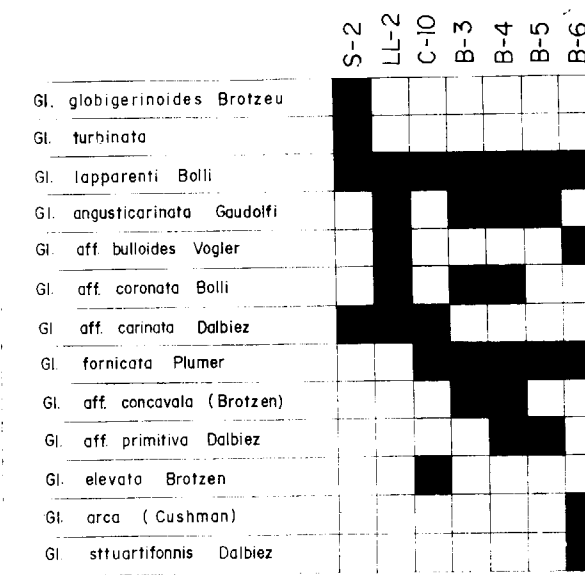 S-2 LL-2 C-10 B-3 B-4 B-5 B-6
Gl. globigerinoides Brotzeu
Gl. turbinata
Gl. lapparenti Bolli
Gl. angusticarinata Gaudolfi
Gl. aff. bulloides Vogler
Gl. aff. coronata Bolli
Gl aff. carinata Dalbiez
Gl. fornicata Plumer
Gl. aff. concavala (Brotzen)
Gl. aff. primitiva Dalbiez
Gl. elevata Brotzen
Gl. arca (Cushman)
Gl. sttuartifonnis Dalbiez